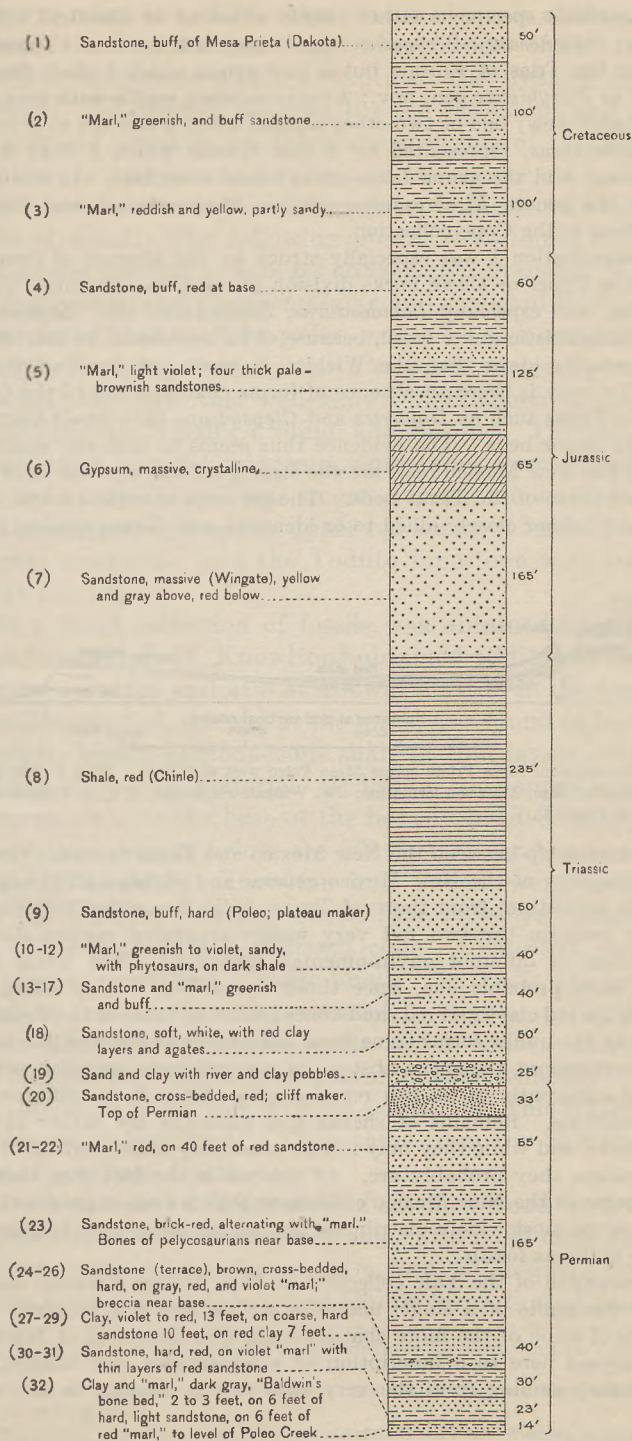 (1) Sandstone, buff, of Mesa Prieta (Dakota) 50′
(2) "Marl," greenish, and buff sandstone 100′
Cretaceous
(3) "Marl," reddish and yellow, partly sandy 100′
(4) Sandstone, buff, red at base 60′
(5) "Marl," light violet; four thick pale-
brownish sandstones 125′
Jurassic
(6) Gypsum, massive, crystalline 65′
(7) Sandstone, massive (Wingate), yellow
and gray above, red below 165′
(8) Shale, red (Chinle) 235′
Triassic
(9) Sandstone, buff, hard (Poleo; plateau maker) 50′
(10-12) "Marl," greenish to violet, sandy,
with phytosaurs, on dark shale 40′
(13-17) Sandstone and "marl," greenish
and buff 40′
(18) Sandstone, soft, white, with red clay
layers and agates 50′
(19) Sand and clay with river and clay pebbles 25′
(20) Sandstone, cross-bedded, red; cliff maker.
Top of Permian 33′
(21-22) "Marl," red, on 40 feet of red sandstone 55′
(23) Sandstone, brick-red, alternating with "marl."
Bones of pelycosaurians near base 165′
Permian
(24-26) Sandstone (terrace), brown, cross-bedded,
hard, on gray, red, and violet "marl;"
breccia near base 40′
(27-29) Clay, violet to red, 13 feet, on coarse, hard
sandstone 10 feet, on red clay 7 feet 30′
(30-31) Sandstone, hard, red, on violet "marl" with
thin layers of red sandstone 23′
(32) Clay and "marl," dark gray, "Baldwin's
bone bed," 2 to 3 feet, on 6 feet of
hard, light sandstone, on 6 feet of
red "marl," to level of Poleo Creek 14′